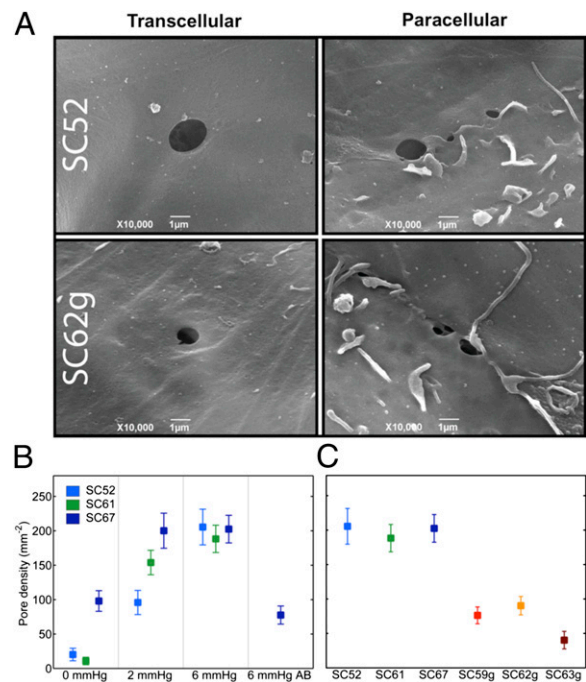 A
Transcellular
Paracellular
SC52
X10,000
1µm
X10,000
1µm
SC62g
X10,000
1µm
X10,000
1µm
B
C
Pore density (mm-2)
250
200
150
100
50
0
SC52
SC61
SC67
0 mmHg
2 mmHg
6 mmHg
6 mmHg AB
SC52
SC61
SC67
SC59g
SC62g
SC63g